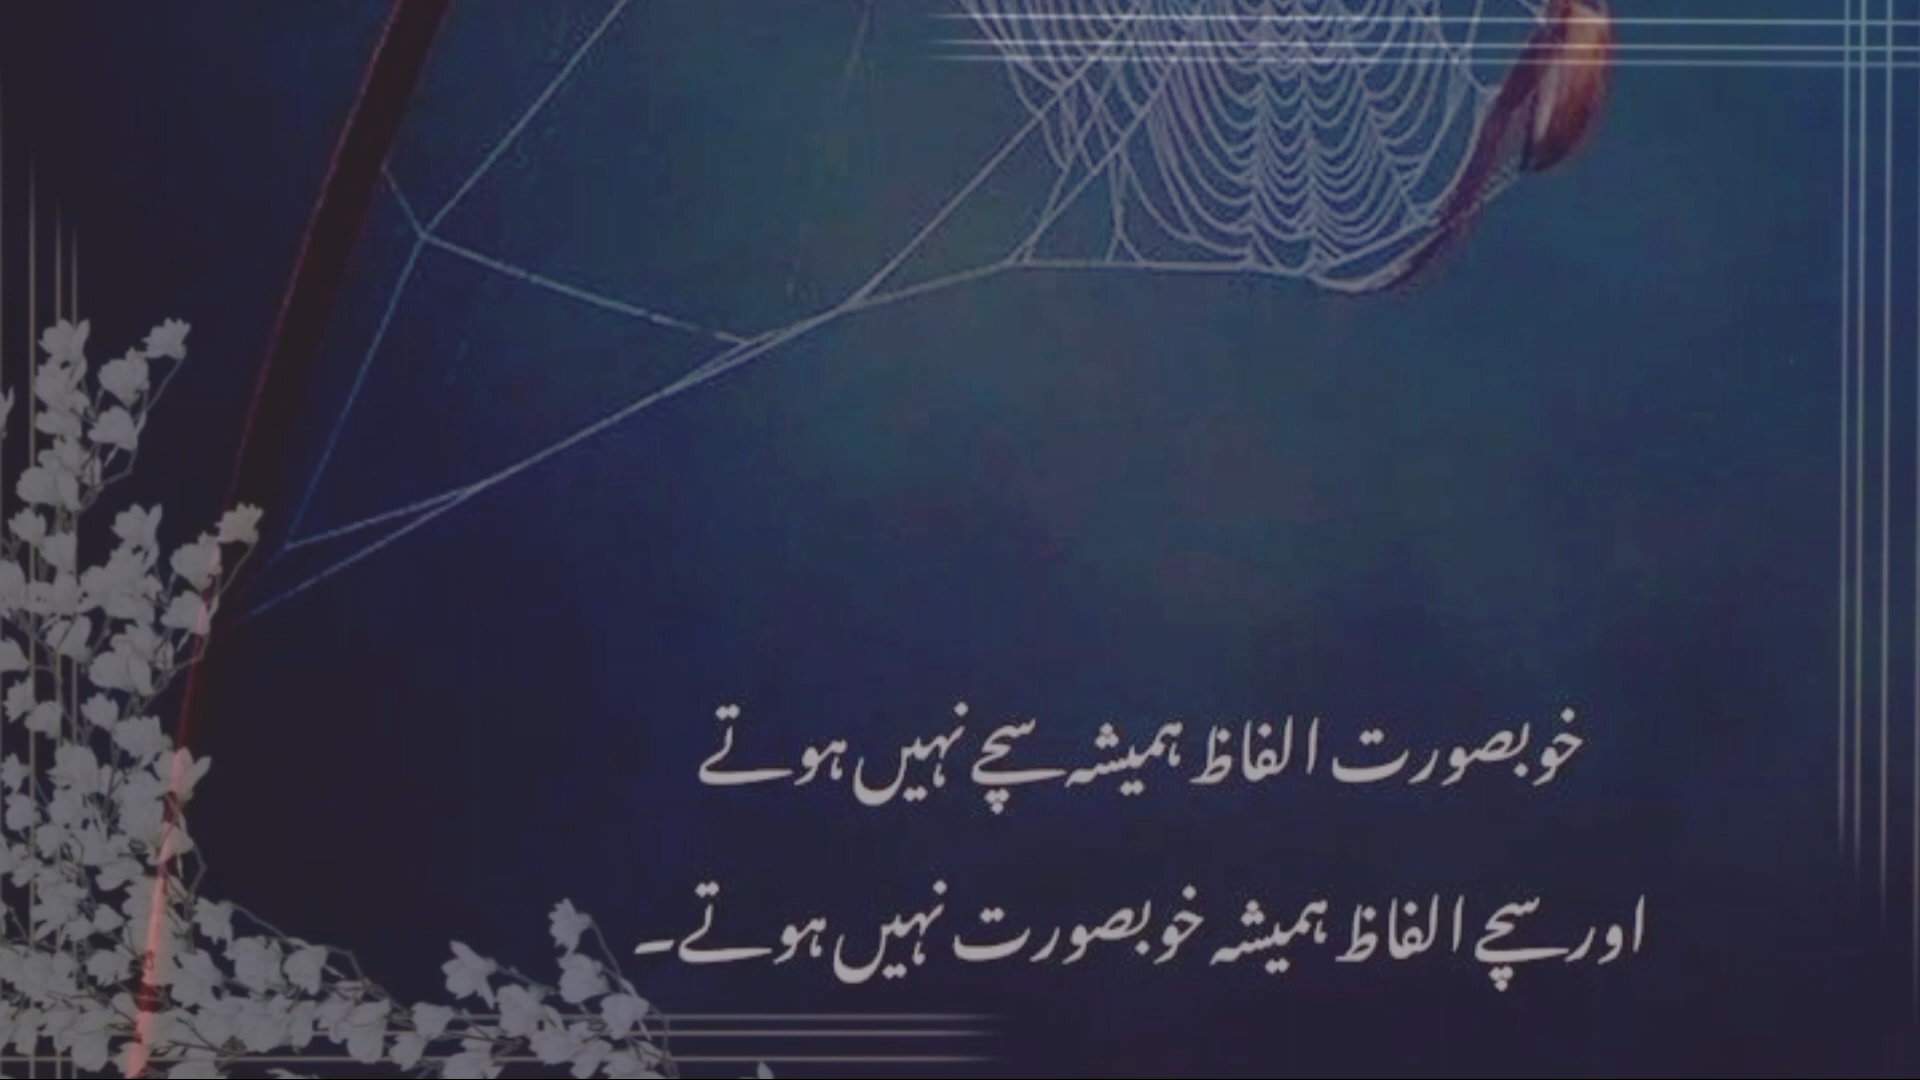 خوبصورت الفاظ ہمیشہ سچے نہیں ہوتے
اور سچے الفاظ ہمیشہ خوبصورت نہیں ہوتے۔